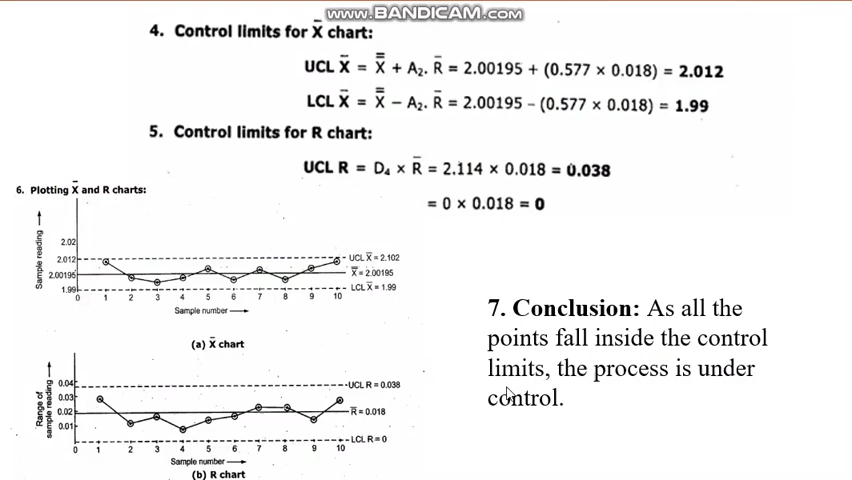 www.BANDICAM.com
4. Control limits for X̄ chart:
UCL X̄ = X̿ + A₂. R̄ = 2.00195 + (0.577 × 0.018) = 2.012
LCL X̄ = X̿ − A₂. R̄ = 2.00195 − (0.577 × 0.018) = 1.99
5. Control limits for R chart:
UCL R = D₄ × R̄ = 2.114 × 0.018 = 0.038
= 0 × 0.018 = 0
6. Plotting X̄ and R charts:
Sample reading
2.02
2.012
2.00195
1.99
UCL X̄ = 2.102
X̿ = 2.00195
LCL X̄ = 1.99
0 1 2 3 4 5 6 7 8 9 10
Sample number
(a) X̄ chart
Range of
sample reading
0.04
0.03
0.02
0.01
UCL R = 0.038
R̄ = 0.018
LCL R = 0
0 1 2 3 4 5 6 7 8 9 10
Sample number
(b) R chart
7. Conclusion: As all the
points fall inside the control
limits, the process is under
control.